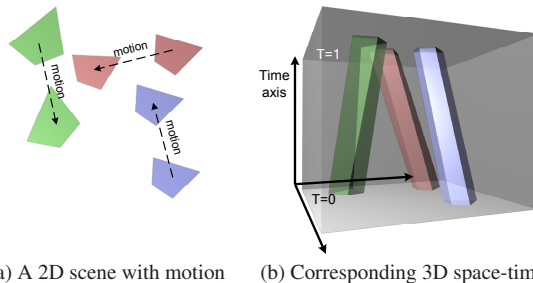 motion
motion
motion
T=1
Time
axis
T=0
a) A 2D scene with motion
(b) Corresponding 3D space-tim